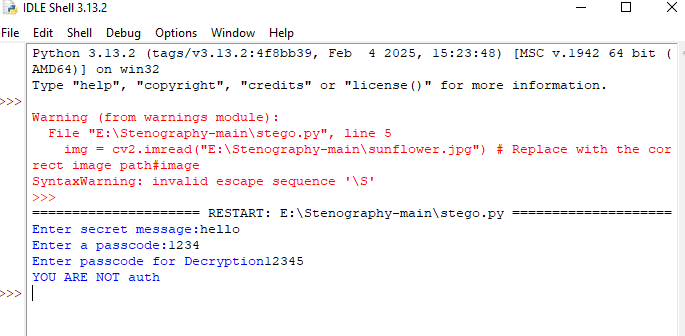 IDLE Shell 3.13.2
File Edit Shell Debug Options Window Help
Python 3.13.2 (tags/v3.13.2:4f8bb39, Feb  4 2025, 15:23:48) [MSC v.1942 64 bit (
AMD64)] on win32
Type "help", "copyright", "credits" or "license()" for more information.
>>>
Warning (from warnings module):
  File "E:\Stenography-main\stego.py", line 5
    img = cv2.imread("E:\Stenography-main\sunflower.jpg") # Replace with the cor
rect image path#image
SyntaxWarning: invalid escape sequence '\S'
>>>
===================== RESTART: E:\Stenography-main\stego.py ====================
Enter secret message:hello
Enter a passcode:1234
Enter passcode for Decryption12345
YOU ARE NOT auth
>>>